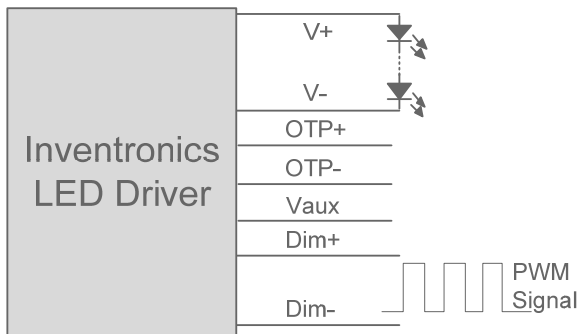 Inventronics
LED Driver
V+
V-
OTP+
OTP-
Vaux
Dim+
Dim-
PWM
Signal